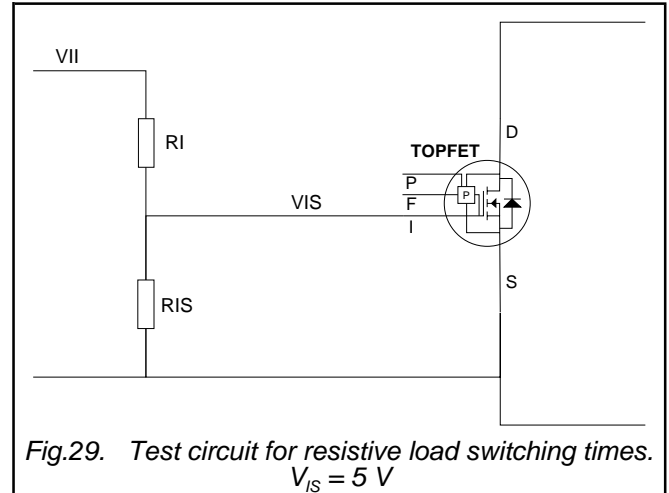 VII
RI
D
TOPFET
P
P
F
VIS
I
RIS
S
Fig.29. Test circuit for resistive load switching times.
VIS = 5 V